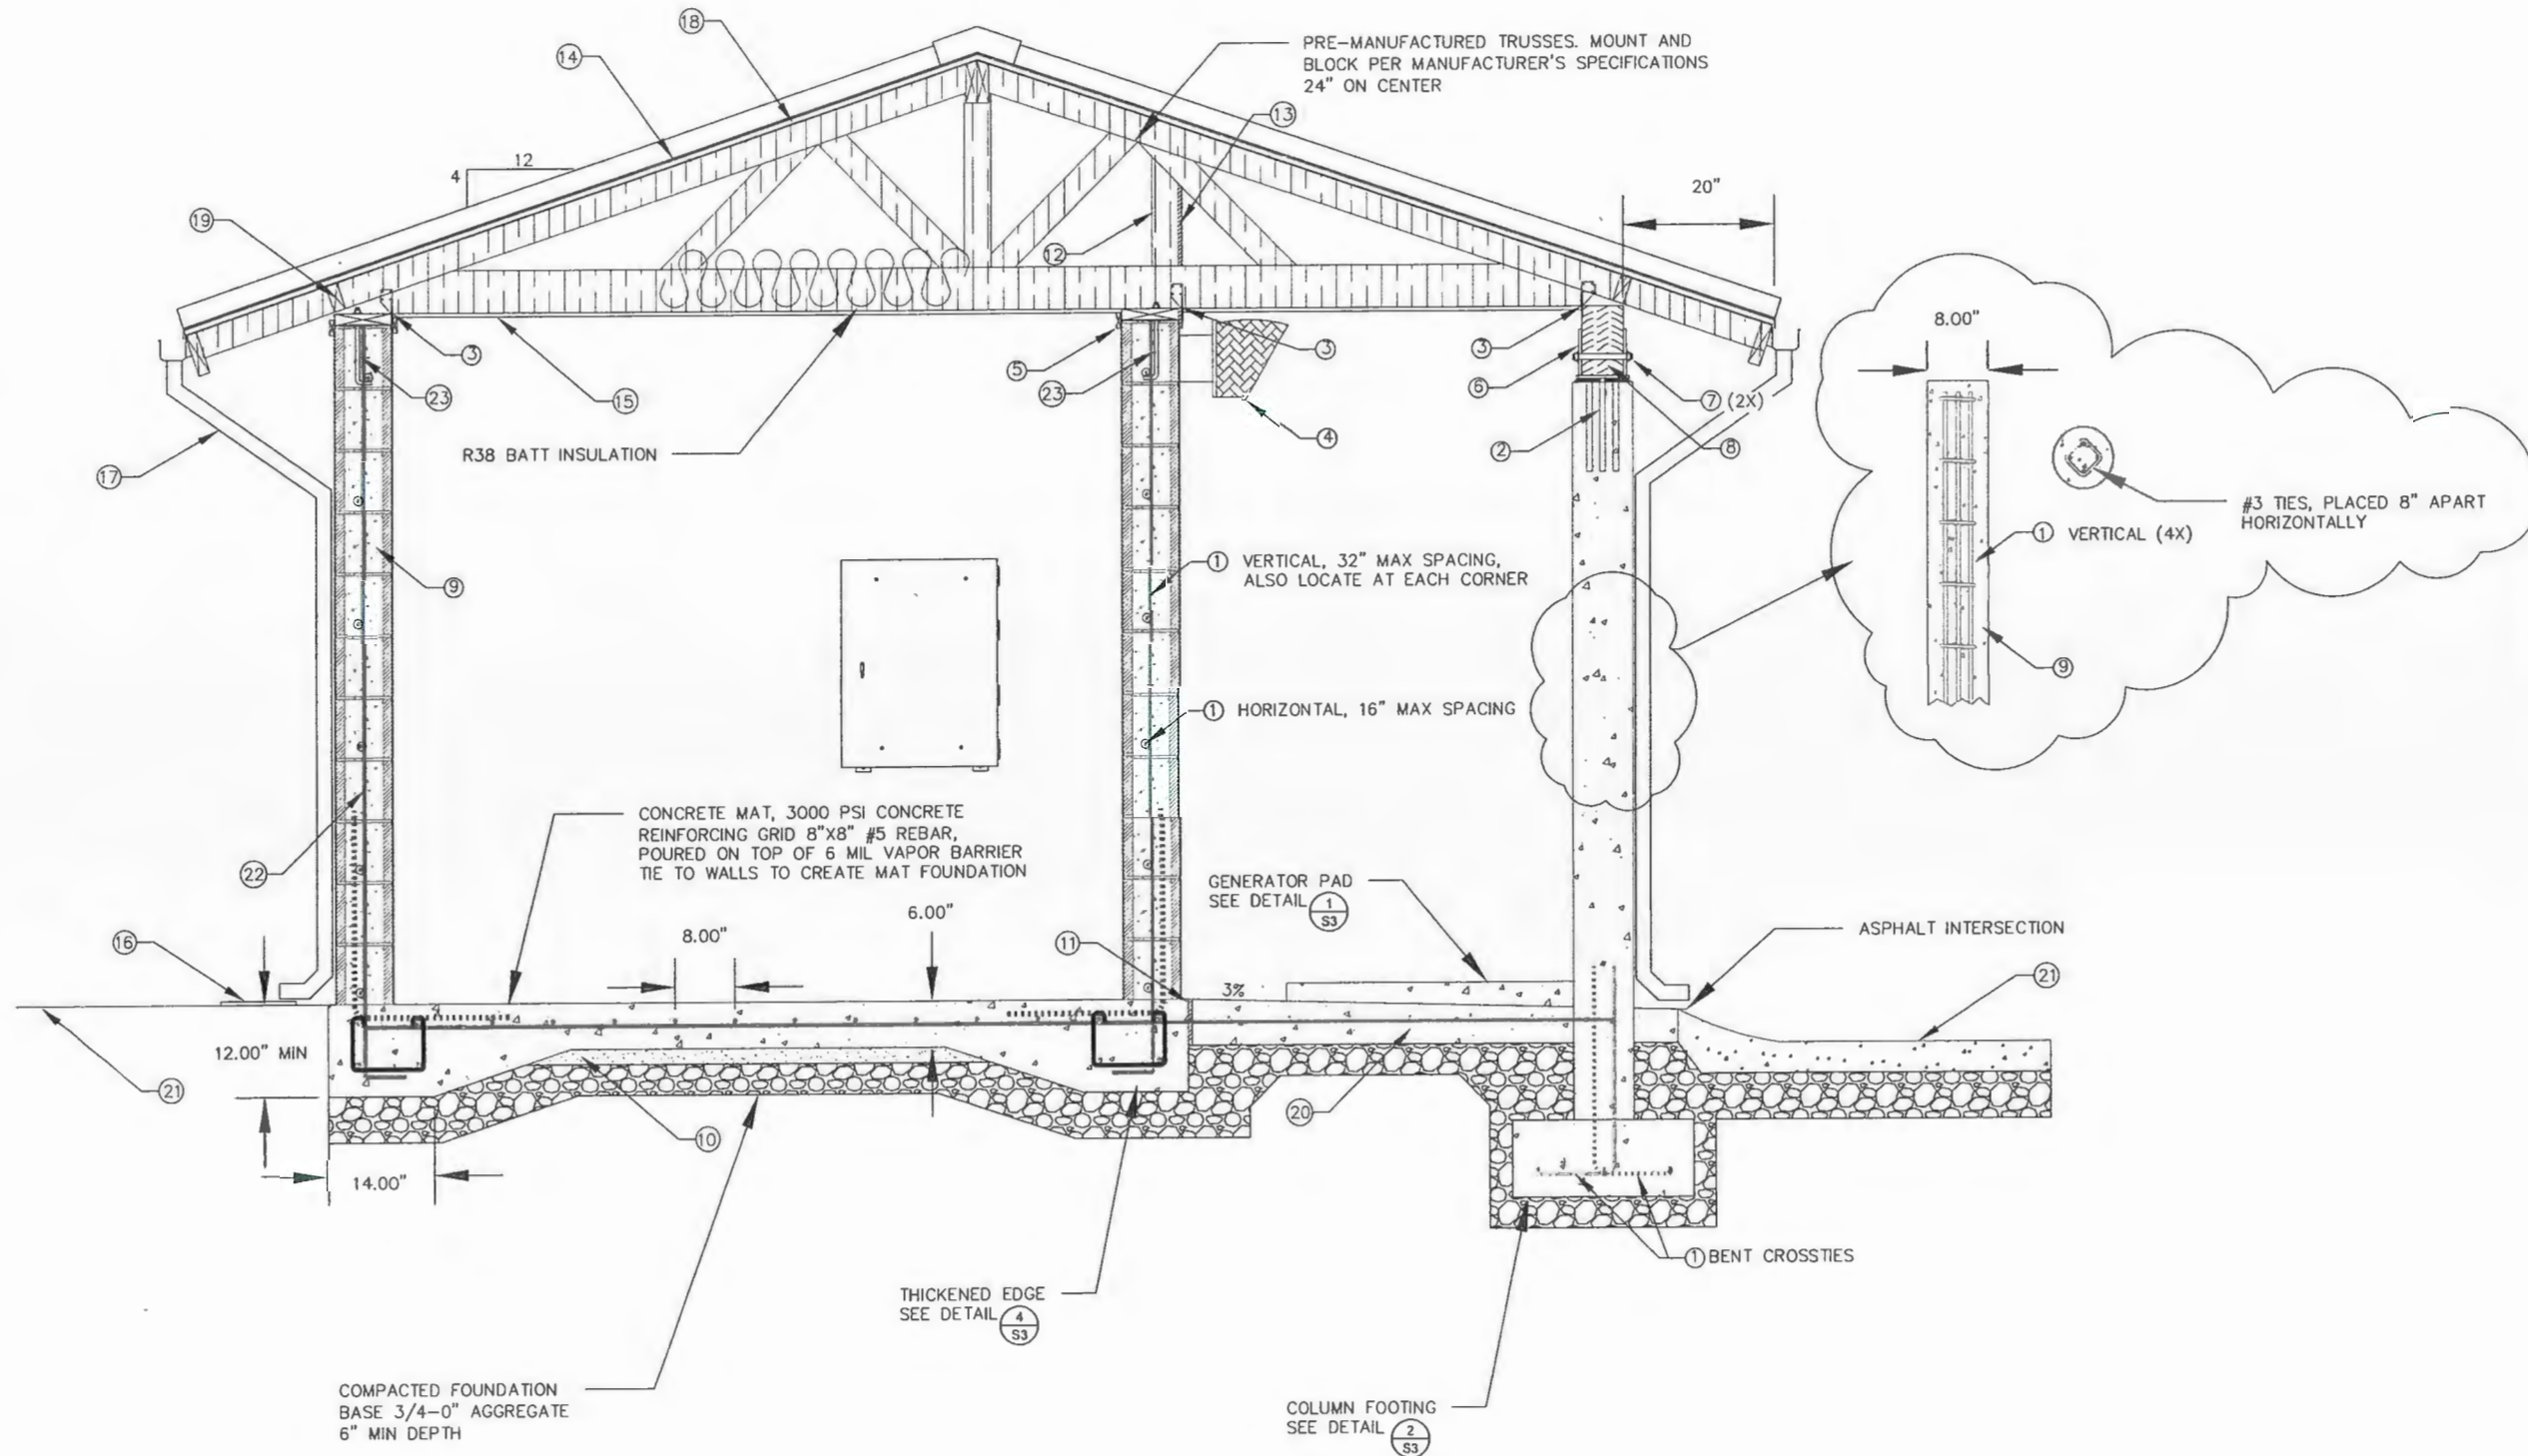 18
PRE-MANUFACTURED TRUSSES. MOUNT AND
BLOCK PER MANUFACTURER'S SPECIFICATIONS
24" ON CENTER
14
13
12
4
20"
19
12
8.00"
3
5
3
3
6
23
15
23
7 (2X)
4
2
8
R38 BATT INSULATION
17
#3 TIES, PLACED 8" APART
HORIZONTALLY
1 VERTICAL (4X)
1 VERTICAL, 32" MAX SPACING,
ALSO LOCATE AT EACH CORNER
9
9
1 HORIZONTAL, 16" MAX SPACING
CONCRETE MAT, 3000 PSI CONCRETE
REINFORCING GRID 8"X8" #5 REBAR,
POURED ON TOP OF 6 MIL VAPOR BARRIER
TIE TO WALLS TO CREATE MAT FOUNDATION
22
GENERATOR PAD
SEE DETAIL 1
S3
6.00"
8.00"
16
11
ASPHALT INTERSECTION
21
3%
12.00" MIN
21
10
20
14.00"
1 BENT CROSSTIES
THICKENED EDGE
SEE DETAIL 4
S3
COMPACTED FOUNDATION
BASE 3/4-0" AGGREGATE
6" MIN DEPTH
COLUMN FOOTING
SEE DETAIL 2
S3